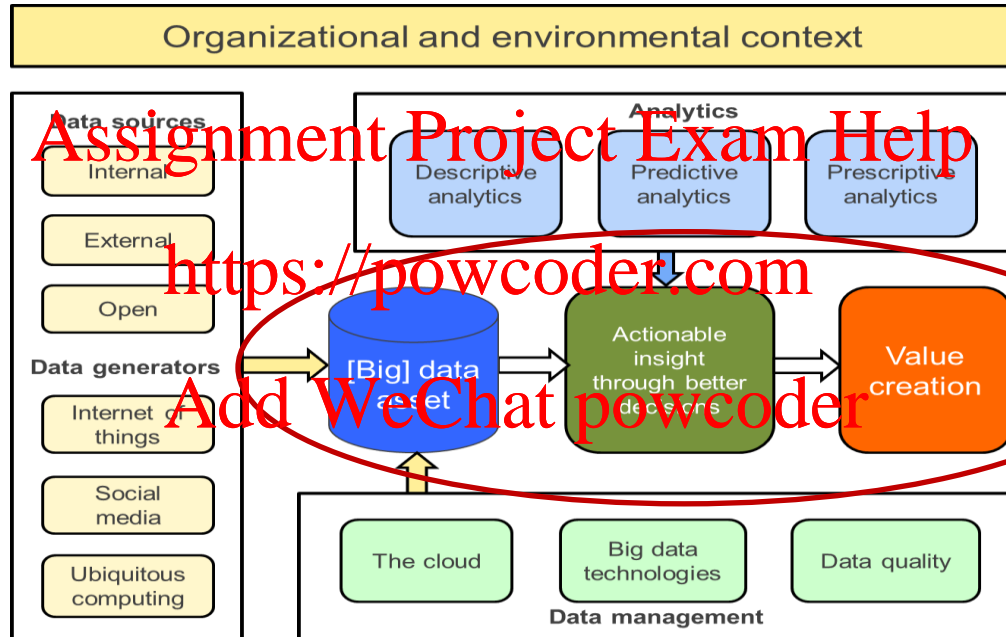 Organizational and environmental context
Data sources
Internal
External
Open
Data generators
Internet of
things
Social
media
Ubiquitous
computing
Analytics
Descriptive
analytics
Predictive
analytics
Prescriptive
analytics
Assignment Project Exam Help
https://powcoder.com
Add WeChat powcoder
[Big] data
asset
Actionable
insight
through better
decisions
Value
creation
The cloud
Big data
technologies
Data quality
Data management